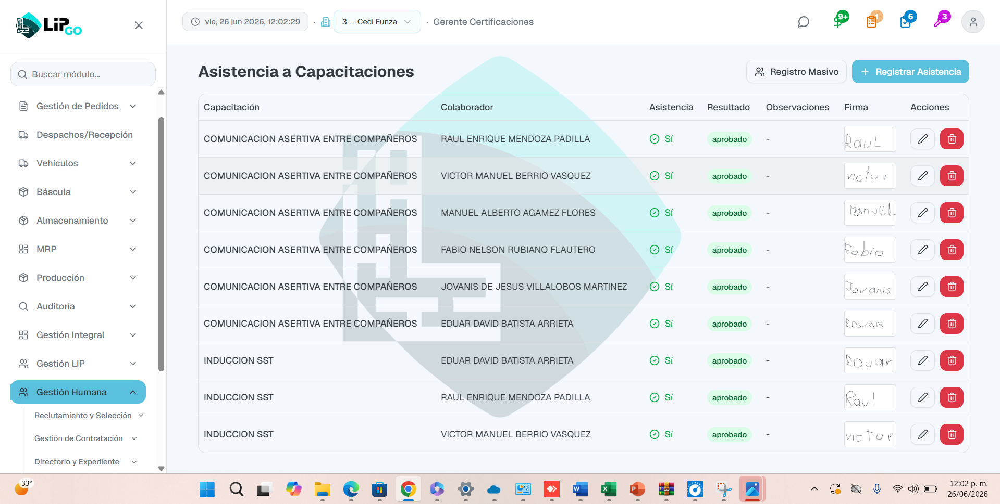 LiP GO
vie, 26 jun 2026, 12:02:29 · 3 - Cedi Funza · Gerente Certificaciones
9+ 1 6 3
Buscar módulo...
Gestión de Pedidos
Despachos/Recepción
Vehículos
Báscula
Almacenamiento
MRP
Producción
Auditoría
Gestión Integral
Gestión LIP
Gestión Humana
Reclutamiento y Selección
Gestión de Contratación
Directorio y Expediente
Asistencia a Capacitaciones
Registro Masivo
+ Registrar Asistencia
Capacitación Colaborador Asistencia Resultado Observaciones Firma Acciones
COMUNICACION ASERTIVA ENTRE COMPAÑEROS RAUL ENRIQUE MENDOZA PADILLA Sí aprobado - RauL
COMUNICACION ASERTIVA ENTRE COMPAÑEROS VICTOR MANUEL BERRIO VASQUEZ Sí aprobado - victor
COMUNICACION ASERTIVA ENTRE COMPAÑEROS MANUEL ALBERTO AGAMEZ FLORES Sí aprobado - ManueL
COMUNICACION ASERTIVA ENTRE COMPAÑEROS FABIO NELSON RUBIANO FLAUTERO Sí aprobado - Fabio
COMUNICACION ASERTIVA ENTRE COMPAÑEROS JOVANIS DE JESUS VILLALOBOS MARTINEZ Sí aprobado - Jovanis
COMUNICACION ASERTIVA ENTRE COMPAÑEROS EDUAR DAVID BATISTA ARRIETA Sí aprobado - EDUAR
INDUCCION SST EDUAR DAVID BATISTA ARRIETA Sí aprobado - EDuar
INDUCCION SST RAUL ENRIQUE MENDOZA PADILLA Sí aprobado - Raul
INDUCCION SST VICTOR MANUEL BERRIO VASQUEZ Sí aprobado - victor
33°
12:02 p. m.
26/06/2026